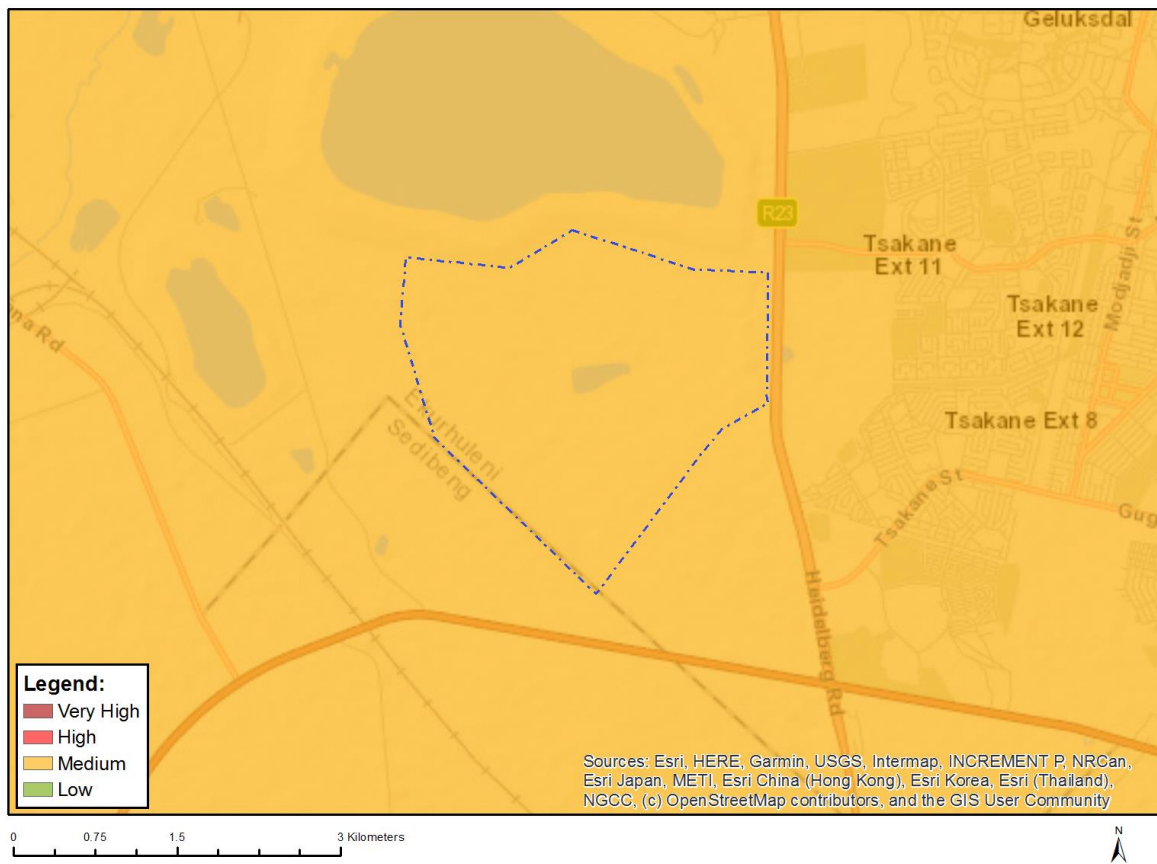 Geluksdal
R23
Tsakane
Ext 11
Modjadji St
Tsakane
Ext 12
na Rd
Ekurhuleni
Sedibeng
Tsakane Ext 8
Tsakane St
Gug
Heidelberg Rd
Legend:
Very High
High
Medium
Low
Sources: Esri, HERE, Garmin, USGS, Intermap, INCREMENT P, NRCan,
Esri Japan, METI, Esri China (Hong Kong), Esri Korea, Esri (Thailand),
NGCC, (c) OpenStreetMap contributors, and the GIS User Community
0 0.75 1.5 3 Kilometers
N